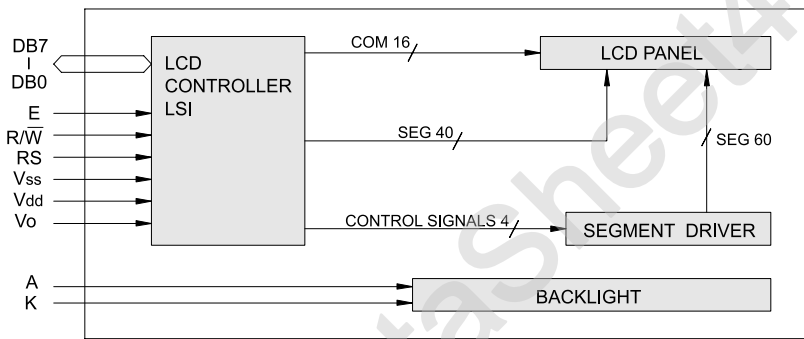 DB7
I
DB0
E
R/W̅
RS
Vss
Vdd
Vo
A
K
LCD
CONTROLLER
LSI
COM 16
SEG 40
CONTROL SIGNALS 4
LCD PANEL
SEG 60
SEGMENT DRIVER
BACKLIGHT
taSheet4